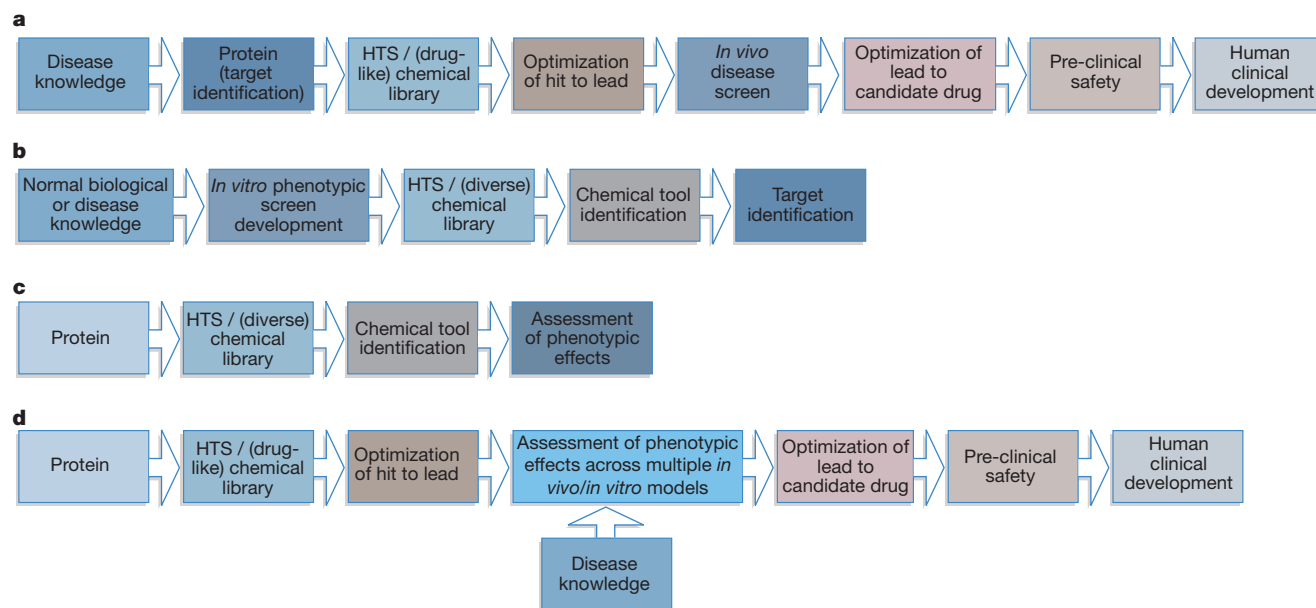 a
Disease
knowledge
Protein
(target
identification)
HTS / (drug-
like) chemical
library
Optimization
of hit to lead
In vivo
disease
screen
Optimization of
lead to
candidate drug
Pre-clinical
safety
Human
clinical
development
b
Normal biological
or disease
knowledge
In vitro phenotypic
screen
development
HTS / (diverse)
chemical
library
Chemical tool
identification
Target
identification
c
Protein
HTS / (diverse)
chemical
library
Chemical tool
identification
Assessment
of phenotypic
effects
d
Protein
HTS / (drug-
like) chemical
library
Optimization
of hit to lead
Assessment of phenotypic
effects across multiple in
vivo/in vitro models
Optimization of
lead to
candidate drug
Pre-clinical
safety
Human
clinical
development
Disease
knowledge